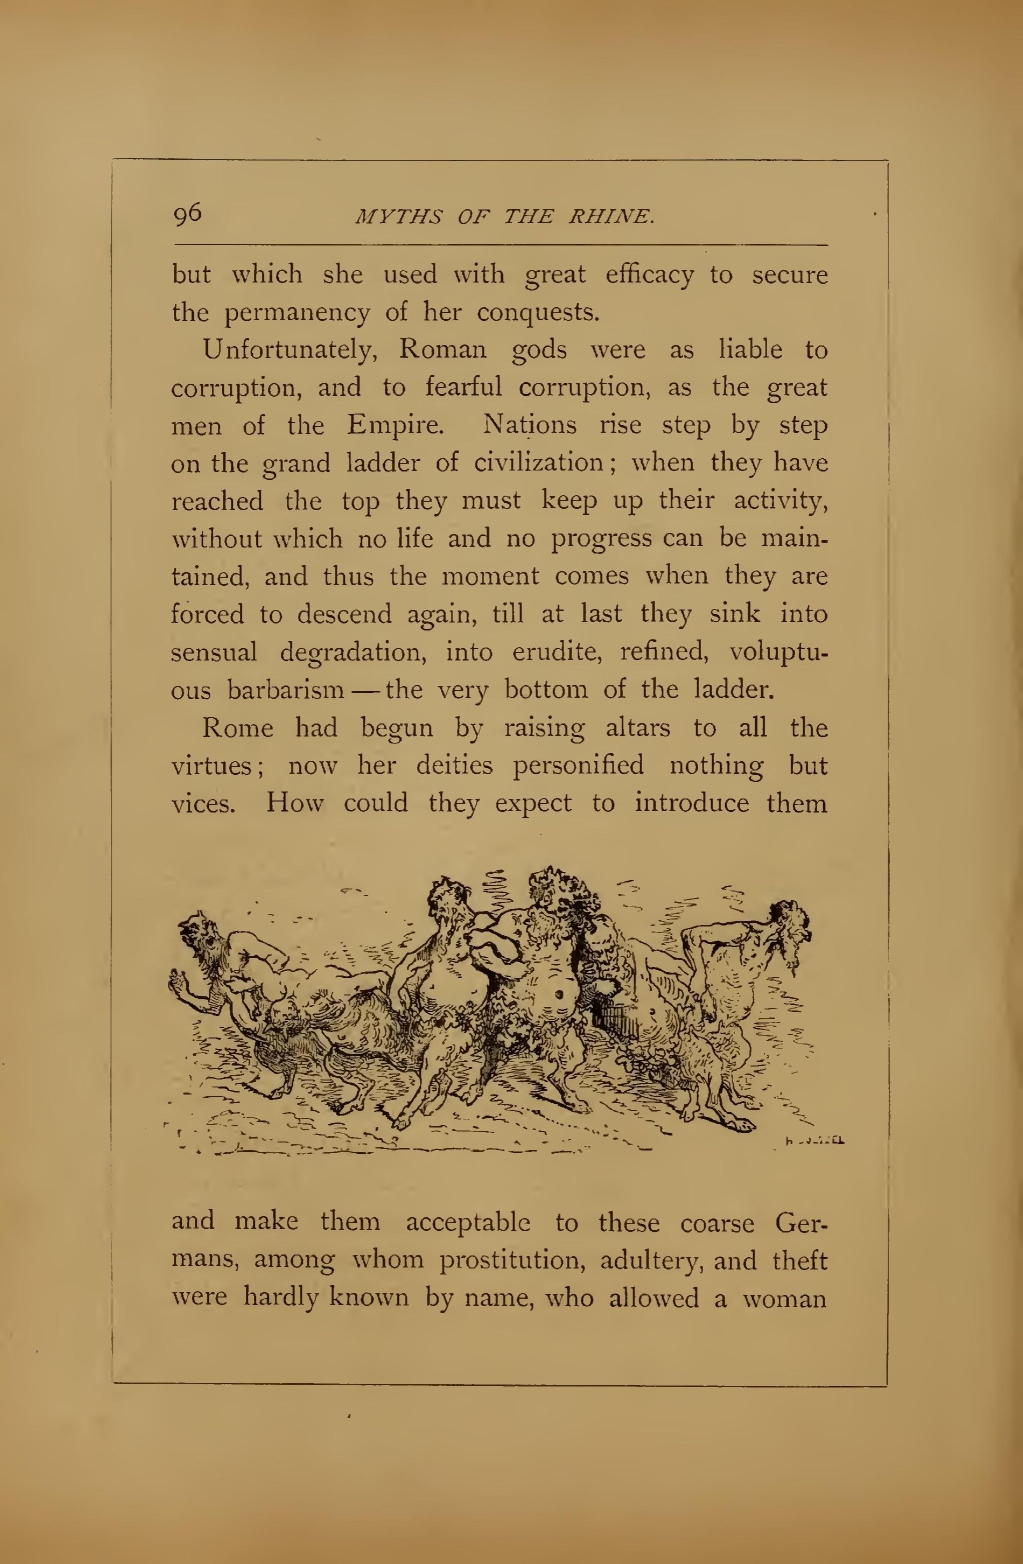 96 MYTHS OF THE RHINE.
but which she used with great efficacy to secure
the permanency of her conquests.
Unfortunately, Roman gods were as liable to
corruption, and to fearful corruption, as the great
men of the Empire. Nations rise step by step
on the grand ladder of civilization; when they have
reached the top they must keep up their activity,
without which no life and no progress can be main-
tained, and thus the moment comes when they are
forced to descend again, till at last they sink into
sensual degradation, into erudite, refined, voluptu-
ous barbarism — the very bottom of the ladder.
Rome had begun by raising altars to all the
virtues; now her deities personified nothing but
vices. How could they expect to introduce them
and make them acceptable to these coarse Ger-
mans, among whom prostitution, adultery, and theft
were hardly known by name, who allowed a woman